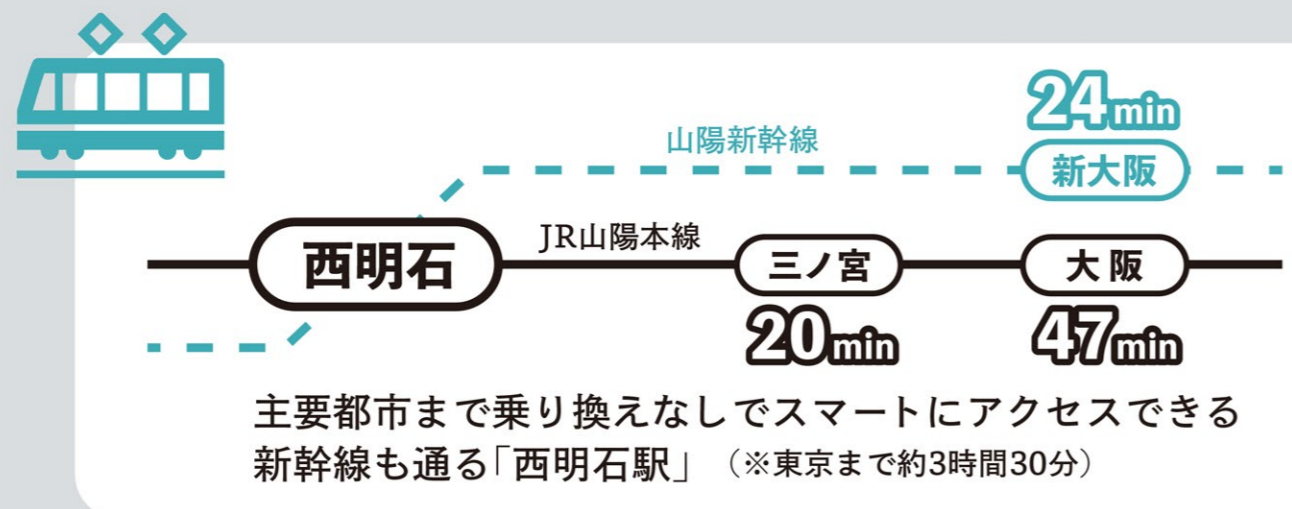 24min
山陽新幹線
新大阪
JR山陽本線
西明石
三ノ宮
大阪
20min
47min
主要都市まで乗り換えなしでスマートにアクセスできる
新幹線も通る「西明石駅」（※東京まで約3時間30分）